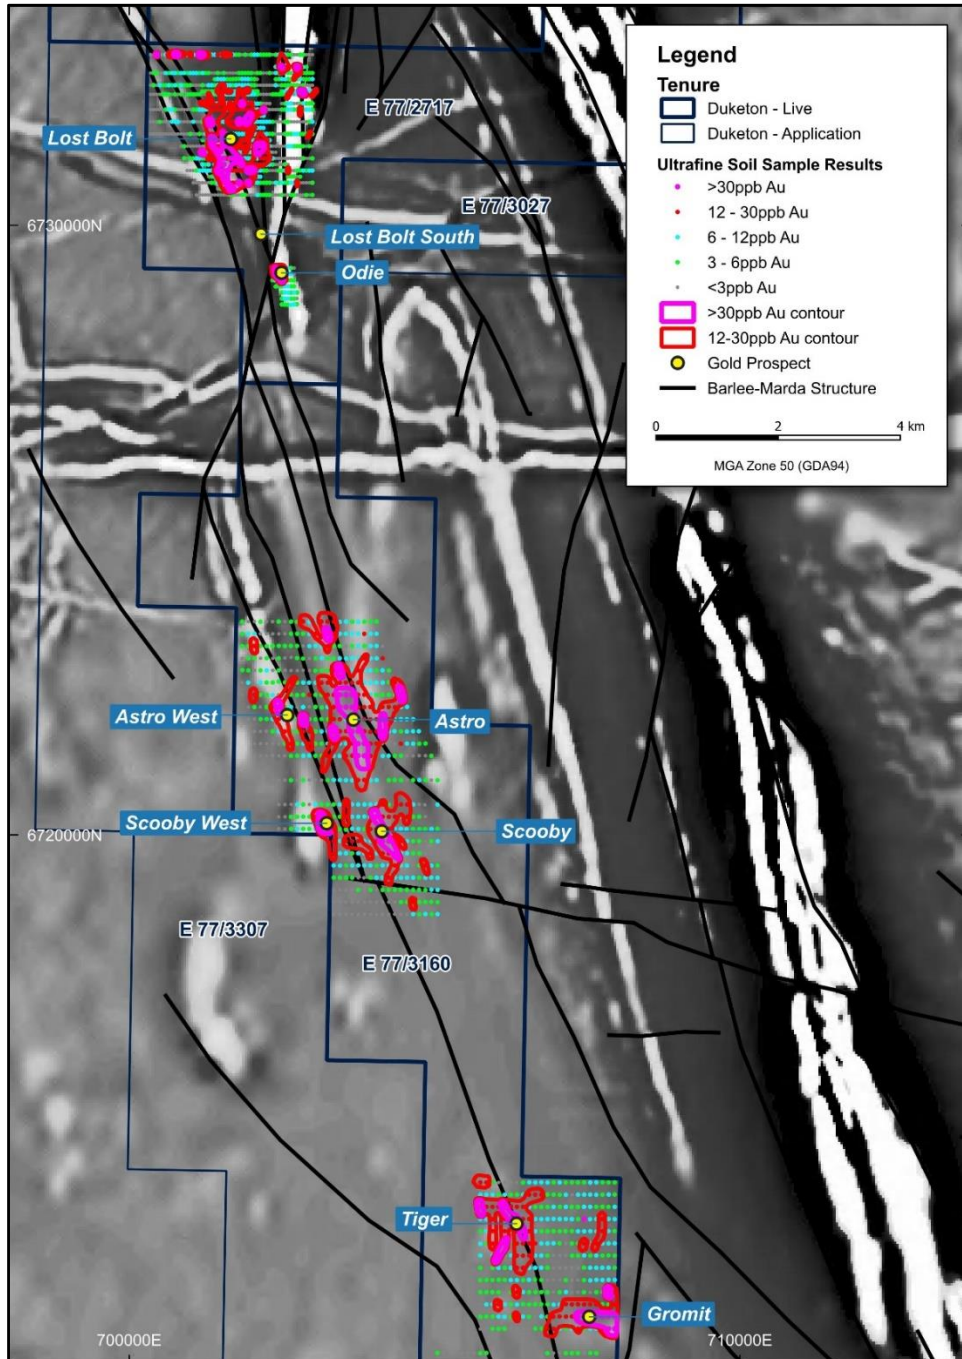 Legend
Tenure
Duketon - Live
Duketon - Application
Ultrafine Soil Sample Results
>30ppb Au
12 - 30ppb Au
6 - 12ppb Au
3 - 6ppb Au
<3ppb Au
>30ppb Au contour
12-30ppb Au contour
Gold Prospect
Barlee-Marda Structure
0 2 4 km
MGA Zone 50 (GDA94)
E 77/2717
Lost Bolt
E 77/3027
6730000N
Lost Bolt South
Odie
Astro West
Astro
Scooby West
Scooby
6720000N
E 77/3307
E 77/3160
Tiger
Gromit
700000E
710000E